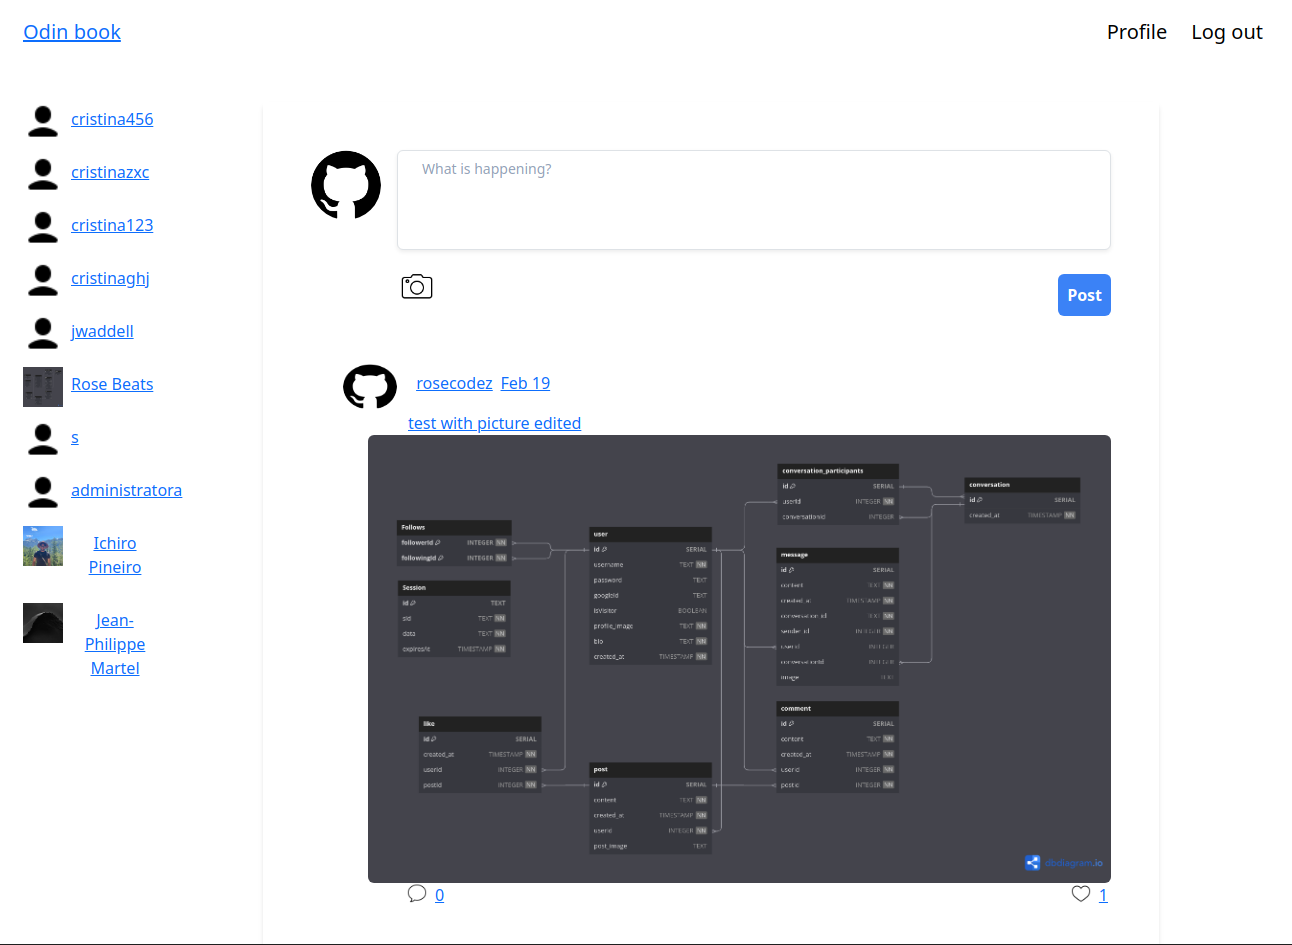 Odin book
Profile
Log out
cristina456
cristinazxc
cristina123
cristinaghj
jwaddell
Rose Beats
s
administratora
Ichiro
Pineiro
Jean-
Philippe
Martel
What is happening?
Post
rosecodez Feb 19
test with picture edited
Follows
followerId INTEGER NN
followingId INTEGER NN
Session
id TEXT
sid TEXT NN
data TEXT NN
expiresAt TIMESTAMP NN
like
id SERIAL
created_at TIMESTAMP NN
userId INTEGER NN
postId INTEGER NN
user
id SERIAL
username TEXT NN
password TEXT
googleId TEXT
isVisitor BOOLEAN
profile_image TEXT NN
bio TEXT NN
created_at TIMESTAMP NN
post
id SERIAL
content TEXT NN
created_at TIMESTAMP NN
userId INTEGER NN
post_image TEXT
conversation_participants
id SERIAL
userId INTEGER NN
conversationId INTEGER
message
id SERIAL
content TEXT NN
created_at TIMESTAMP NN
conversation_id INTEGER NN
sender_id INTEGER NN
userId INTEGER
conversationId INTEGER
image TEXT
comment
id SERIAL
content TEXT NN
created_at TIMESTAMP NN
userId INTEGER NN
postId INTEGER NN
conversation
id SERIAL
created_at TIMESTAMP NN
dbdiagram.io
0
1